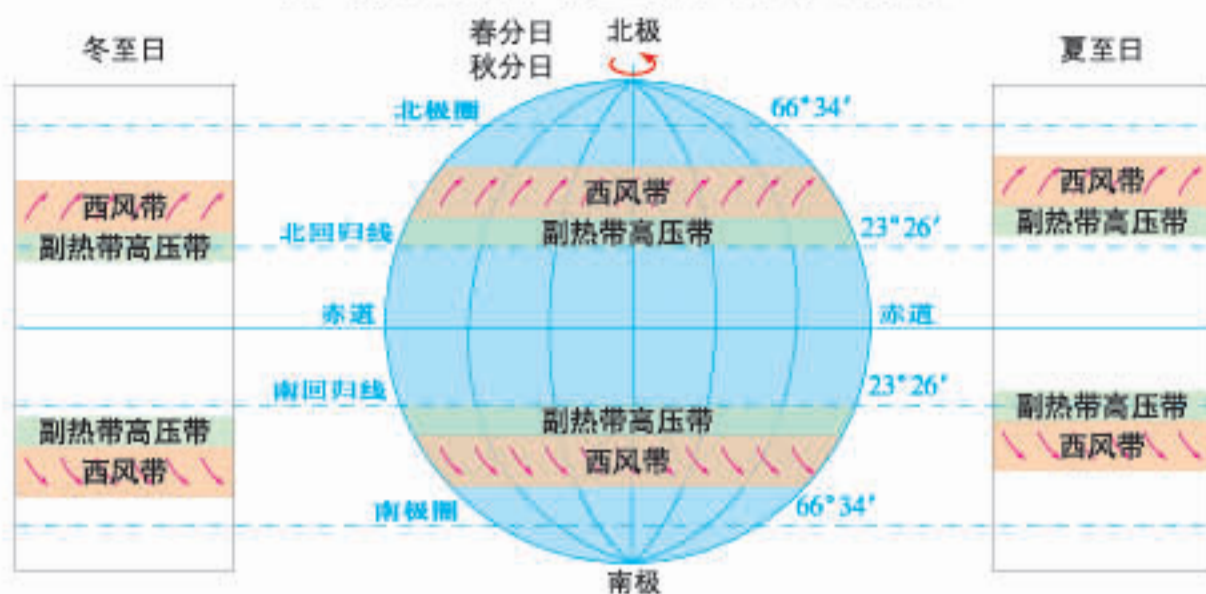 冬至日
春分日
秋分日
北极
夏至日
北极圈
66°34′
西风带
西风带
西风带
副热带高压带
北回归线
副热带高压带
23°26′
副热带高压带
赤道
赤道
南回归线
23°26′
副热带高压带
副热带高压带
副热带高压带
西风带
西风带
西风带
南极圈
66°34′
南极